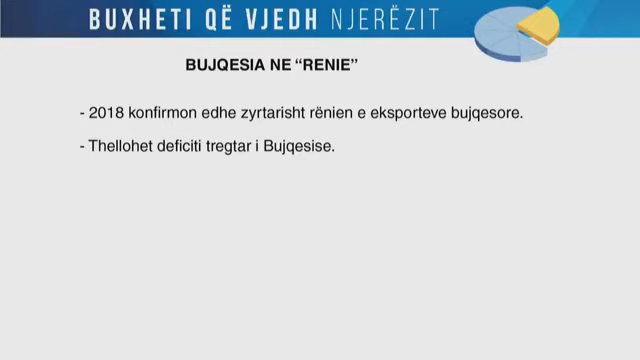 BUXHETI QË VJEDH NJERËZIT
BUJQESIA NE “RENIE”
- 2018 konfirmon edhe zyrtarisht rënien e eksporteve bujqesore.
- Thellohet deficiti tregtar i Bujqesise.